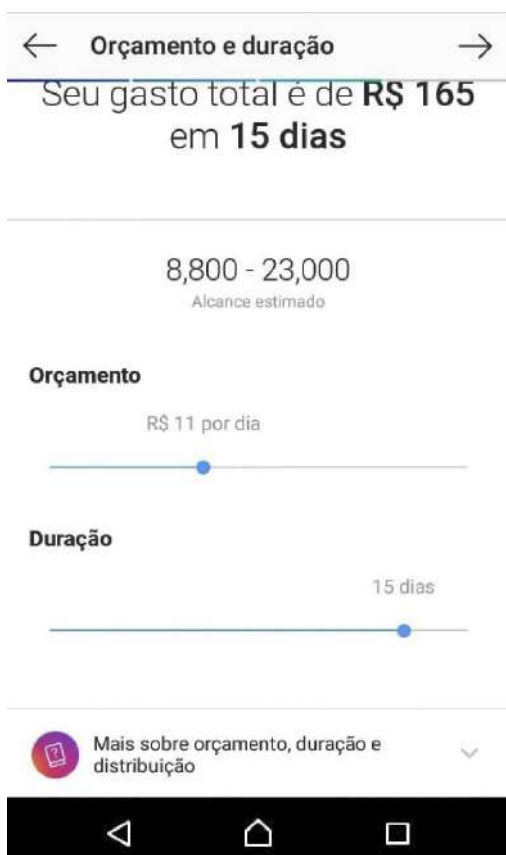 Orçamento e duração
Seu gasto total é de R$ 165
em 15 dias
8,800 - 23,000
Alcance estimado
Orçamento
R$ 11 por dia
Duração
15 dias
Mais sobre orçamento, duração e
distribuição